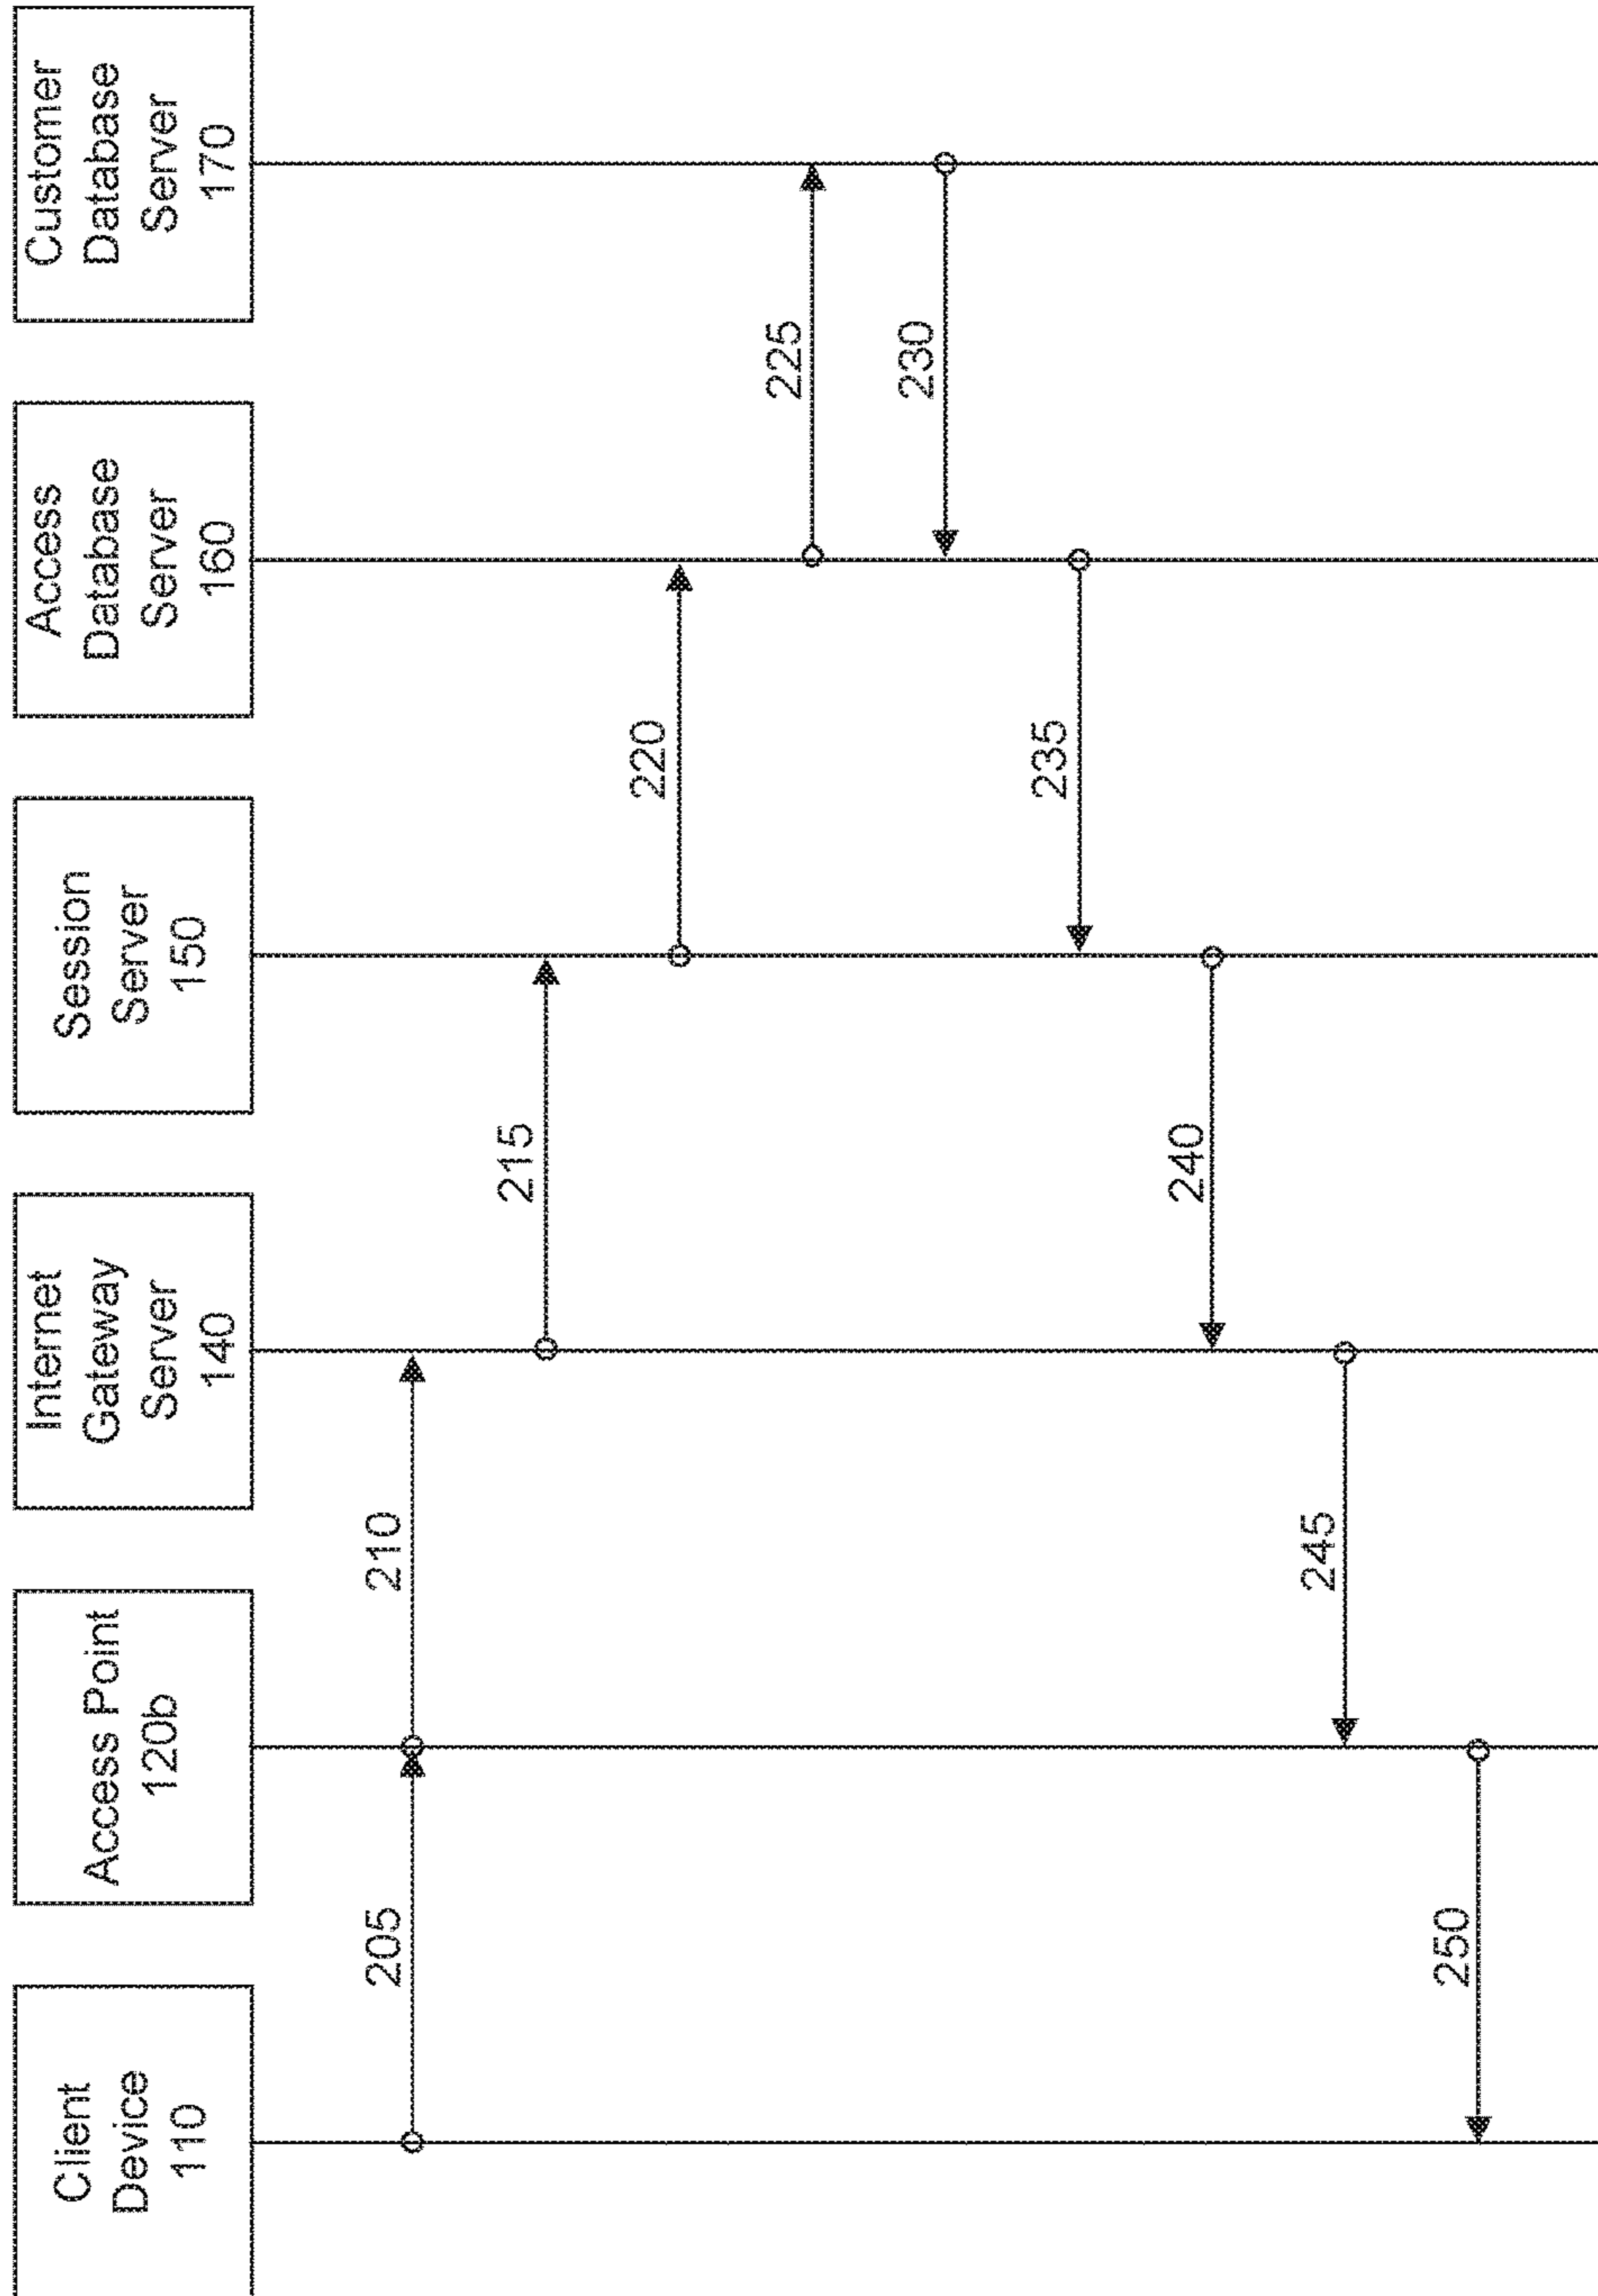 Client
Device
110
Access Point
120b
Internet
Gateway
Server
140
Session
Server
150
Access
Database
Server
160
Customer
Database
Server
170
205
210
215
220
225
230
235
240
245
250